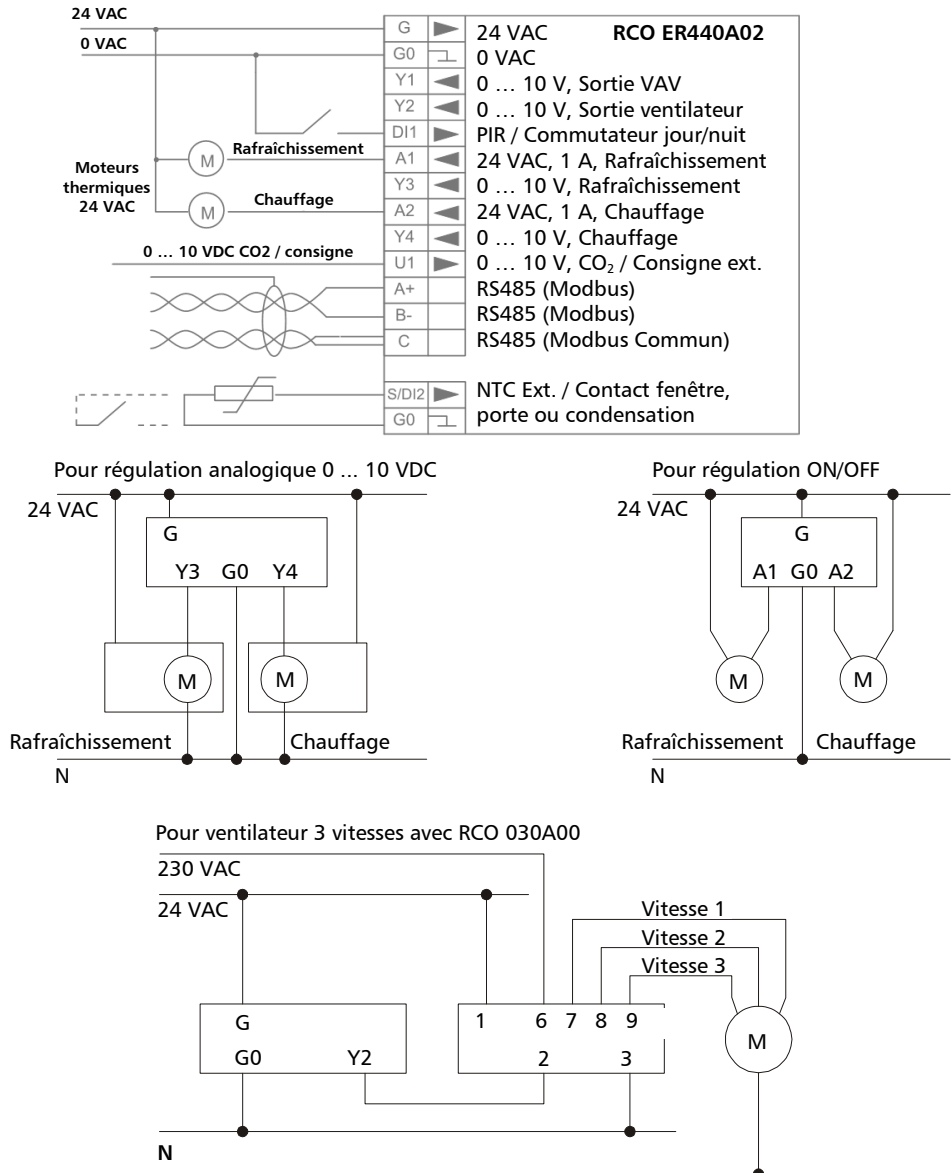 24 VAC
0 VAC
G 24 VAC RCO ER440A02
G0 0 VAC
Y1 0 … 10 V, Sortie VAV
Y2 0 … 10 V, Sortie ventilateur
DI1 PIR / Commutateur jour/nuit
M Rafraîchissement A1 24 VAC, 1 A, Rafraîchissement
Moteurs
thermiques
24 VAC
Y3 0 … 10 V, Rafraîchissement
M Chauffage A2 24 VAC, 1 A, Chauffage
Y4 0 … 10 V, Chauffage
0 … 10 VDC CO2 / consigne U1 0 … 10 V, CO₂ / Consigne ext.
A+ RS485 (Modbus)
B- RS485 (Modbus)
C RS485 (Modbus Commun)
S/DI2 NTC Ext. / Contact fenêtre,
G0 porte ou condensation
Pour régulation analogique 0 … 10 VDC
24 VAC
G
Y3 G0 Y4
M M
Rafraîchissement Chauffage
N
Pour régulation ON/OFF
24 VAC
G
A1 G0 A2
M M
Rafraîchissement Chauffage
N
Pour ventilateur 3 vitesses avec RCO 030A00
230 VAC
24 VAC
Vitesse 1
Vitesse 2
Vitesse 3
G 1 6 7 8 9
M
G0 Y2 2 3
N